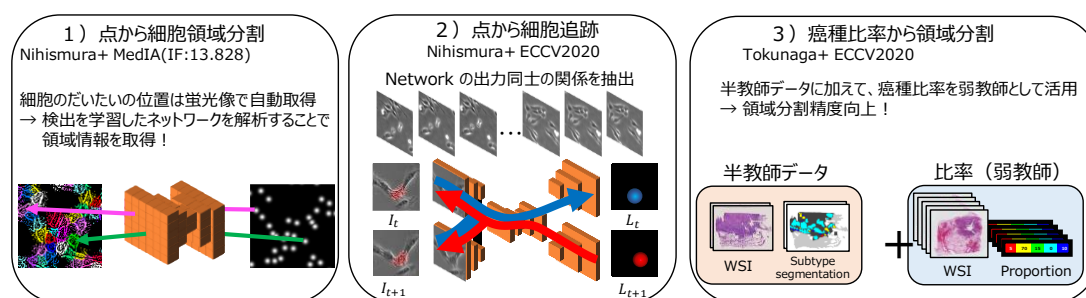 1）点から細胞領域分割
Nihismura+ MedIA(IF:13.828)
細胞のだいたいの位置は蛍光像で自動取得
→ 検出を学習したネットワークを解析することで
領域情報を取得！
2）点から細胞追跡
Nihismura+ ECCV2020
Network の出力同士の関係を抽出
...
I_t
L_t
I_{t+1}
L_{t+1}
3）癌種比率から領域分割
Tokunaga+ ECCV2020
半教師データに加えて、癌種比率を弱教師として活用
→ 領域分割精度向上！
半教師データ
WSI
Subtype
segmentation
+
比率（弱教師）
WSI
Proportion